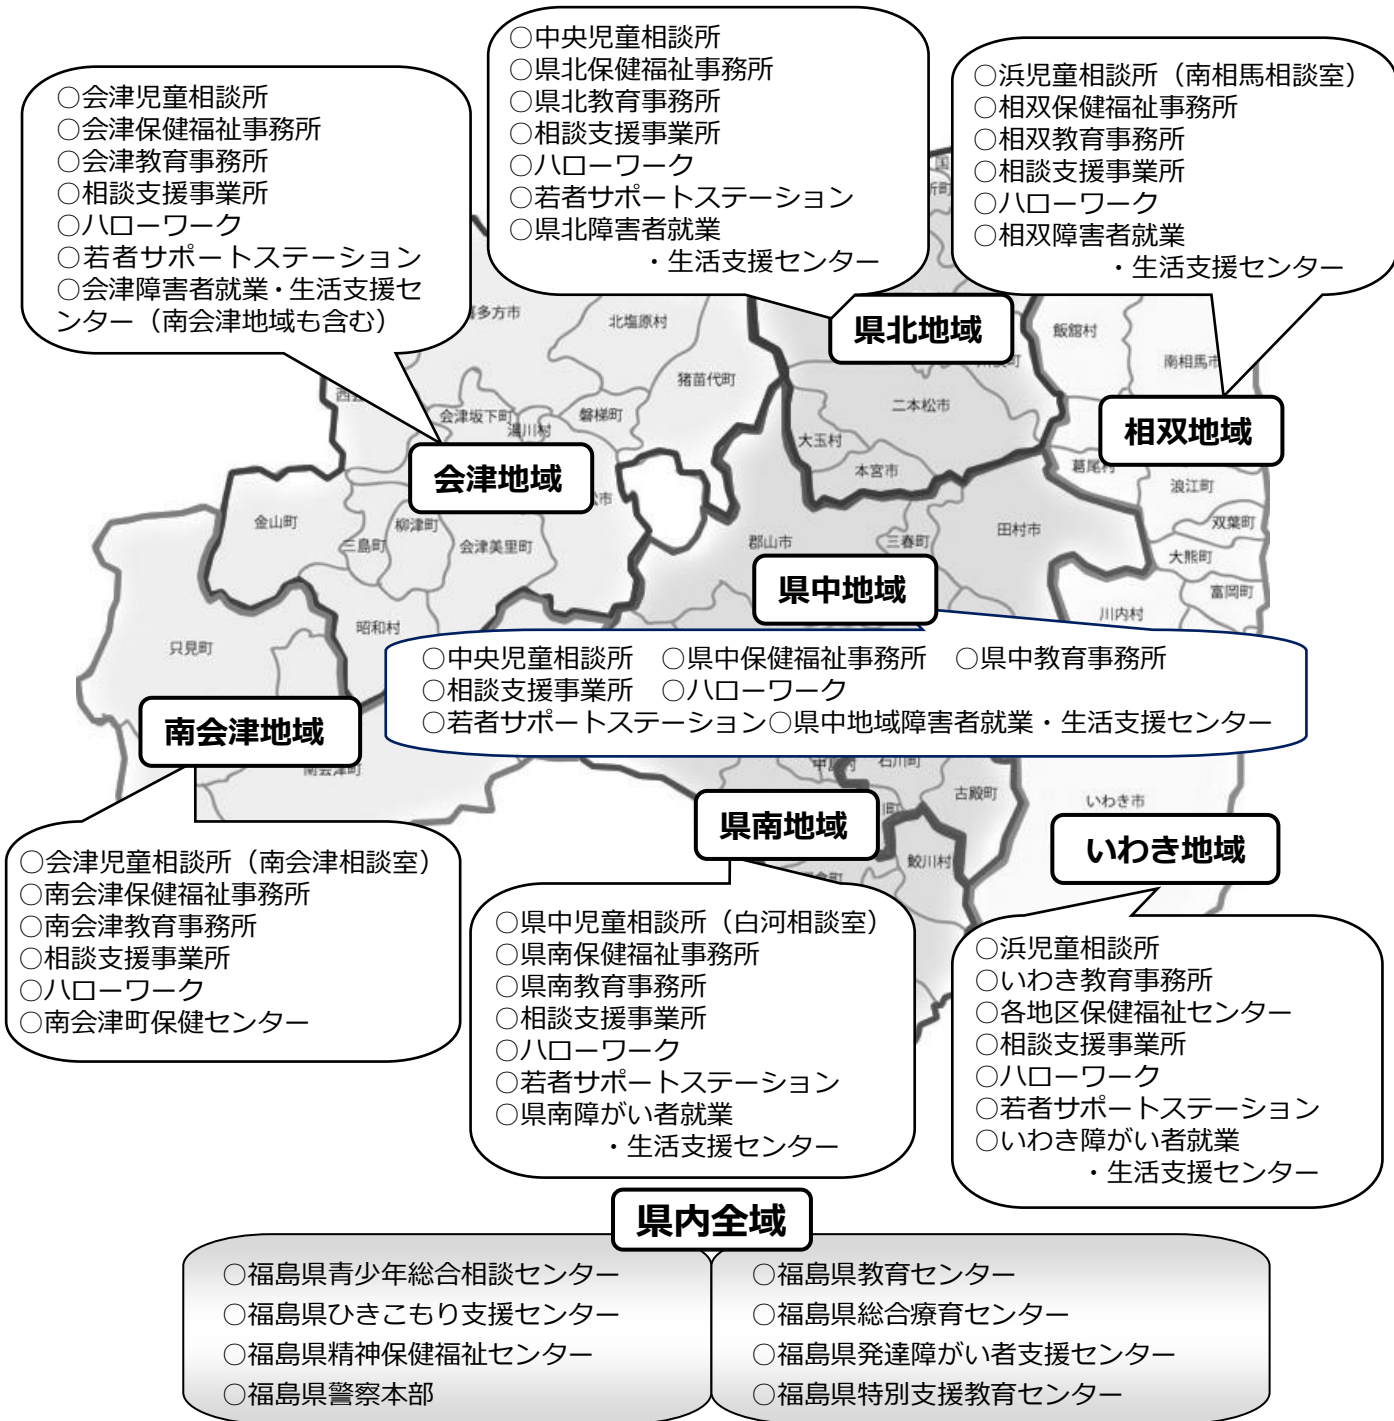 ○中央児童相談所
○県北保健福祉事務所
○県北教育事務所
○相談支援事業所
○ハローワーク
○若者サポートステーション
○県北障害者就業
・生活支援センター
○会津児童相談所
○会津保健福祉事務所
○会津教育事務所
○相談支援事業所
○ハローワーク
○若者サポートステーション
○会津障害者就業・生活支援セ
ンター（南会津地域も含む）
○浜児童相談所（南相馬相談室）
○相双保健福祉事務所
○相双教育事務所
○相談支援事業所
○ハローワーク
○相双障害者就業
・生活支援センター
多方市
北塩原村
県北地域
飯舘村
南相馬市
猪苗代町
二本松市
会津坂下町
湯川村
磐梯町
大玉村
本宮市
相双地域
会津地域
葛尾村
浪江町
金山町
柳津町
三島町
会津美里町
郡山市
三春町
田村市
双葉町
大熊町
富岡町
県中地域
川内村
昭和村
只見町
○中央児童相談所　○県中保健福祉事務所　○県中教育事務所
○相談支援事業所　○ハローワーク
○若者サポートステーション○県中地域障害者就業・生活支援センター
南会津地域
南会津町
石川町
古殿町
いわき市
県南地域
いわき地域
鮫川村
○会津児童相談所（南会津相談室）
○南会津保健福祉事務所
○南会津教育事務所
○相談支援事業所
○ハローワーク
○南会津町保健センター
○県中児童相談所（白河相談室）
○県南保健福祉事務所
○県南教育事務所
○相談支援事業所
○ハローワーク
○若者サポートステーション
○県南障がい者就業
・生活支援センター
○浜児童相談所
○いわき教育事務所
○各地区保健福祉センター
○相談支援事業所
○ハローワーク
○若者サポートステーション
○いわき障がい者就業
・生活支援センター
県内全域
○福島県青少年総合相談センター
○福島県ひきこもり支援センター
○福島県精神保健福祉センター
○福島県警察本部
○福島県教育センター
○福島県総合療育センター
○福島県発達障がい者支援センター
○福島県特別支援教育センター